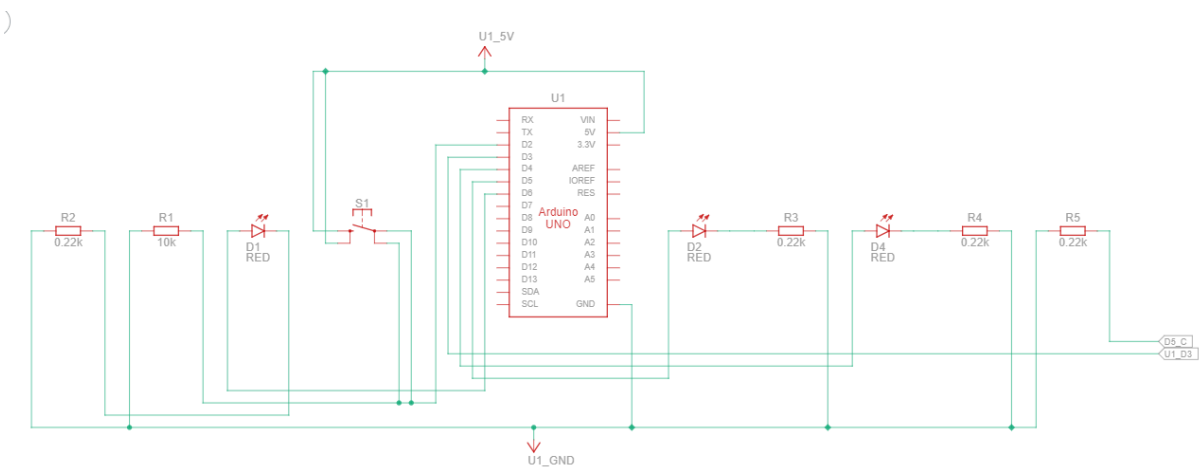 )
U1_5V
U1
RX
TX
D2
D3
D4
D5
D6
D7
D8
D9
D10
D11
D12
D13
SDA
SCL
VIN
5V
3.3V
AREF
IOREF
RES
A0
A1
A2
A3
A4
A5
GND
Arduino
UNO
R2
0.22k
R1
10k
D1
RED
S1
D2
RED
R3
0.22k
D4
RED
R4
0.22k
R5
0.22k
D5_C
U1_D3
U1_GND